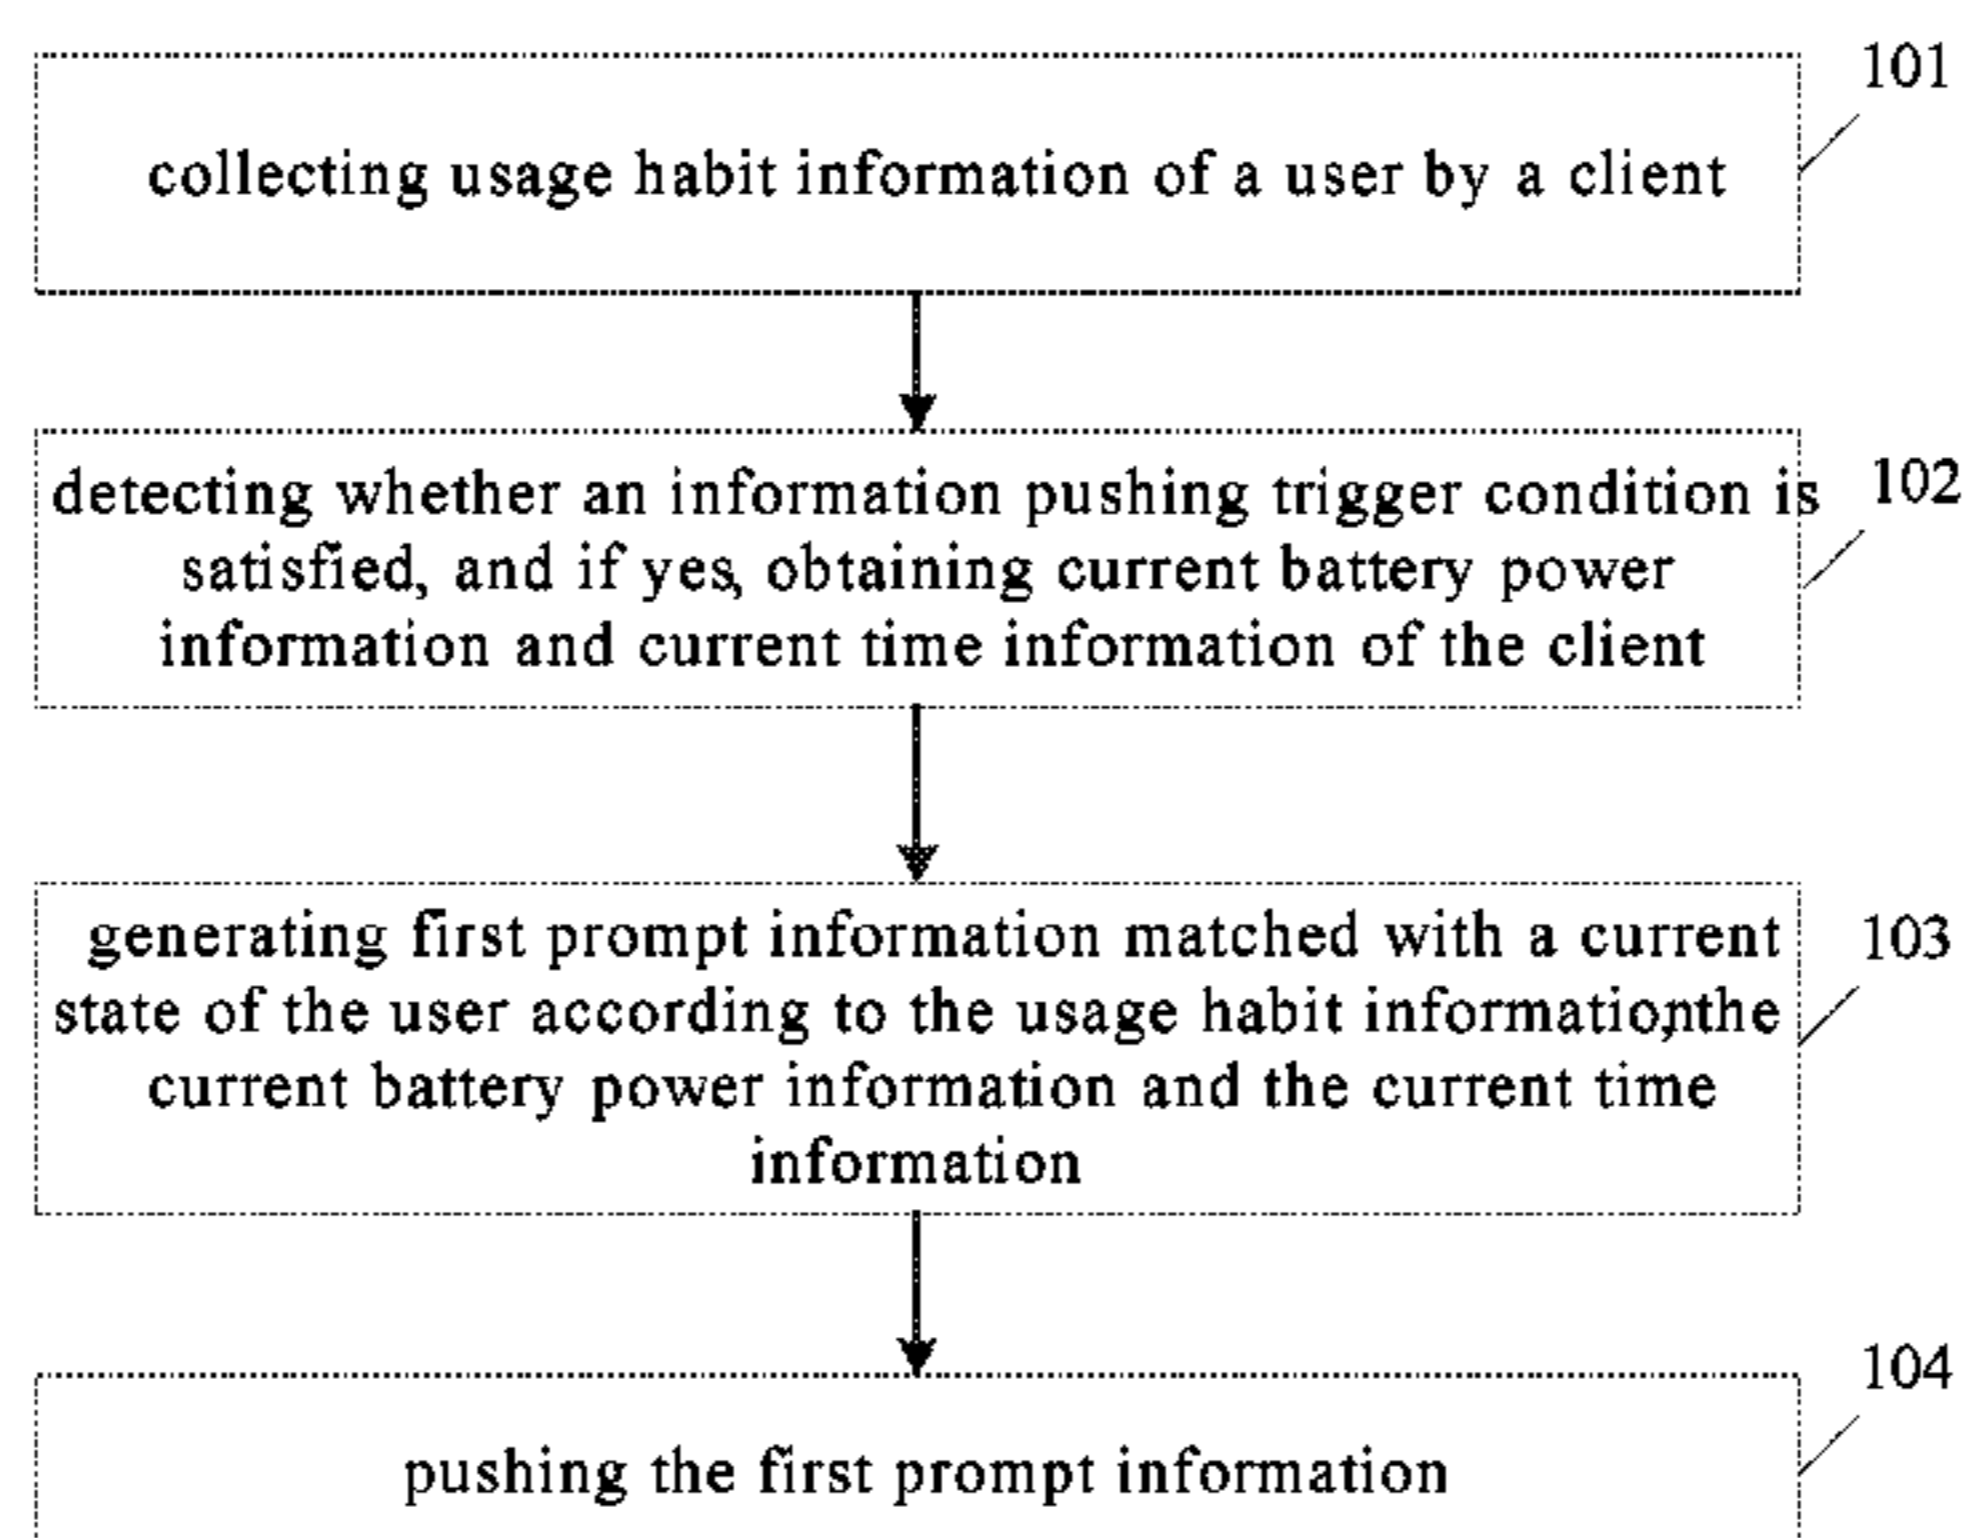 101
collecting usage habit information of a user by a client
102
detecting whether an information pushing trigger condition is
satisfied, and if yes, obtaining current battery power
information and current time information of the client
103
generating first prompt information matched with a current
state of the user according to the usage habit information, the
current battery power information and the current time
information
104
pushing the first prompt information